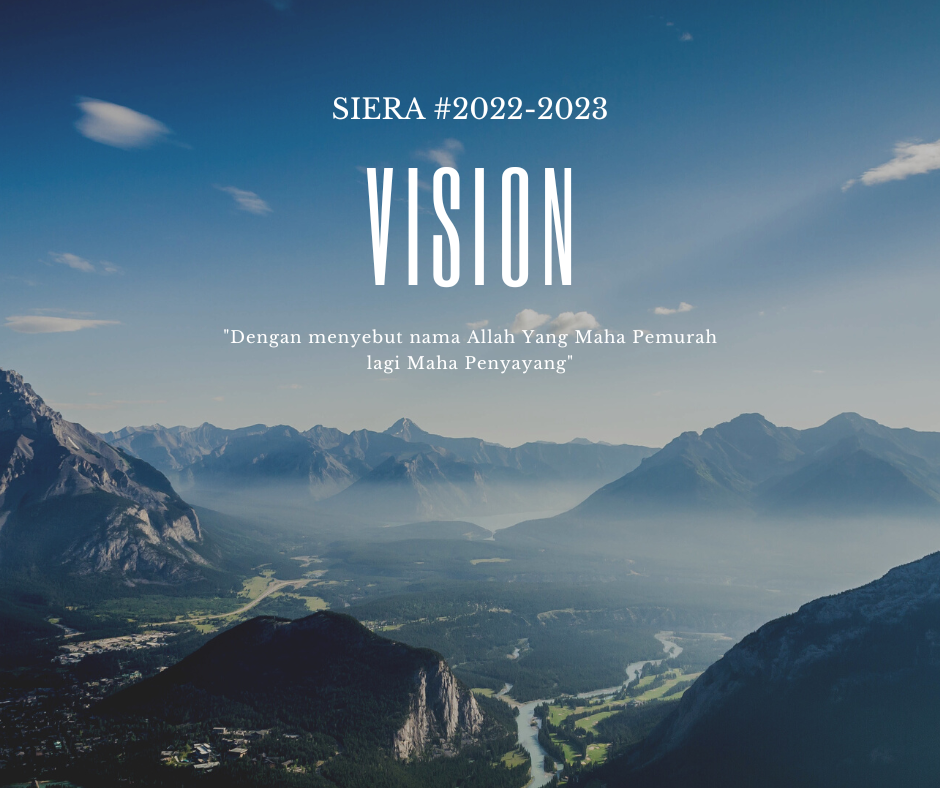 SIERA #2022-2023
VISION
"Dengan menyebut nama Allah Yang Maha Pemurah
lagi Maha Penyayang"